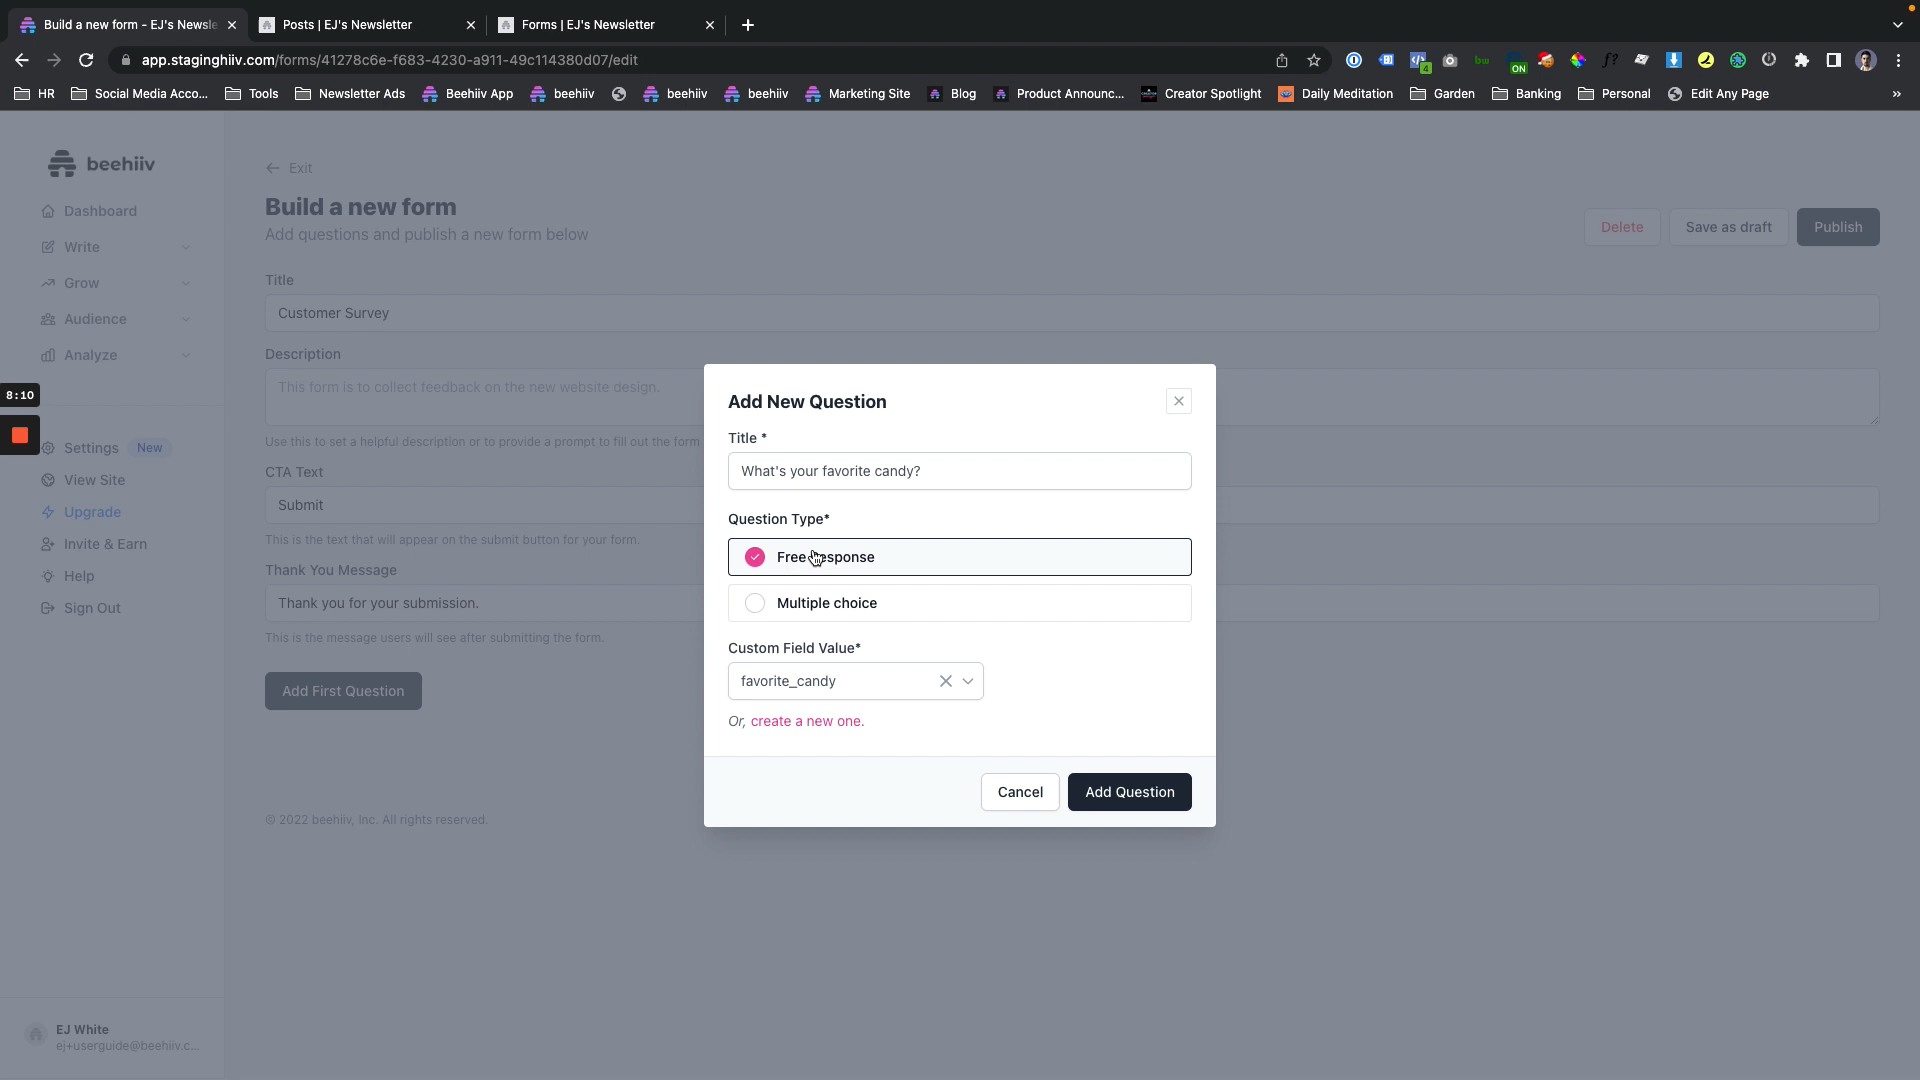 Build a new form - EJ's Newsle
Posts | EJ's Newsletter
Forms | EJ's Newsletter
app.staginghiiv.com/forms/41278c6e-f683-4230-a911-49c114380d07/edit
4
bw
ON
f?
HR
Social Media Acco...
Tools
Newsletter Ads
Beehiiv App
beehiiv
beehiiv
beehiiv
Marketing Site
Blog
Product Announc...
Creator Spotlight
Daily Meditation
Garden
Banking
Personal
Edit Any Page
»
beehiiv
Dashboard
Write
Grow
Audience
Analyze
8:10
Settings New
View Site
Upgrade
Invite & Earn
Help
Sign Out
EJ White
ej+userguide@beehiiv.c...
Exit
Build a new form
Add questions and publish a new form below
Delete
Save as draft
Publish
Title
Customer Survey
Description
This form is to collect feedback on the new website design.
Use this to set a helpful description or to provide a prompt to fill out the form
CTA Text
Submit
This is the text that will appear on the submit button for your form.
Thank You Message
Thank you for your submission.
This is the message users will see after submitting the form.
Add First Question
© 2022 beehiiv, Inc. All rights reserved.
Add New Question
Title *
What's your favorite candy?
Question Type*
Free response
Multiple choice
Custom Field Value*
favorite_candy
Or, create a new one.
Cancel
Add Question